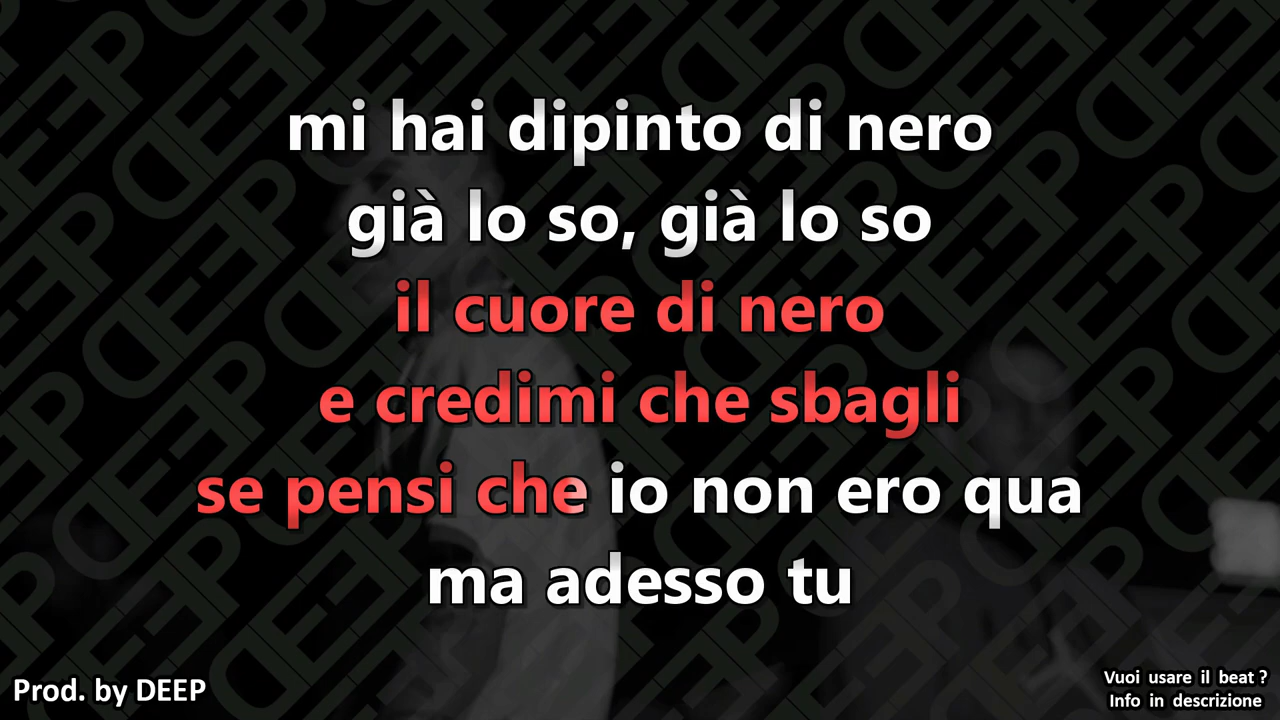 mi hai dipinto di nero
già lo so, già lo so
il cuore di nero
e credimi che sbagli
se pensi che io non ero qua
ma adesso tu
Prod. by DEEP
Vuoi usare il beat ?
Info in descrizione